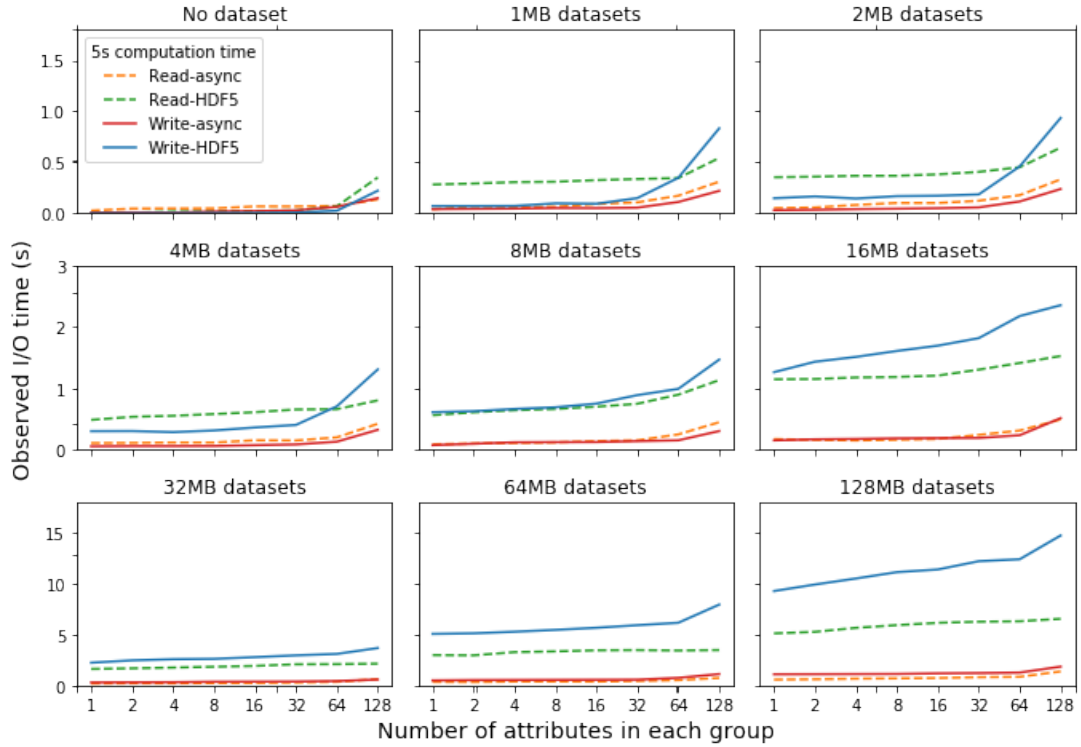 No dataset
1MB datasets
2MB datasets
1.5
1.0
0.5
0.0
5s computation time
Read-async
Read-HDF5
Write-async
Write-HDF5
4MB datasets
8MB datasets
16MB datasets
Observed I/O time (s)
3
2
1
0
32MB datasets
64MB datasets
128MB datasets
15
10
5
0
1 2 4 8 16 32 64 128
1 2 4 8 16 32 64 128
1 2 4 8 16 32 64 128
Number of attributes in each group